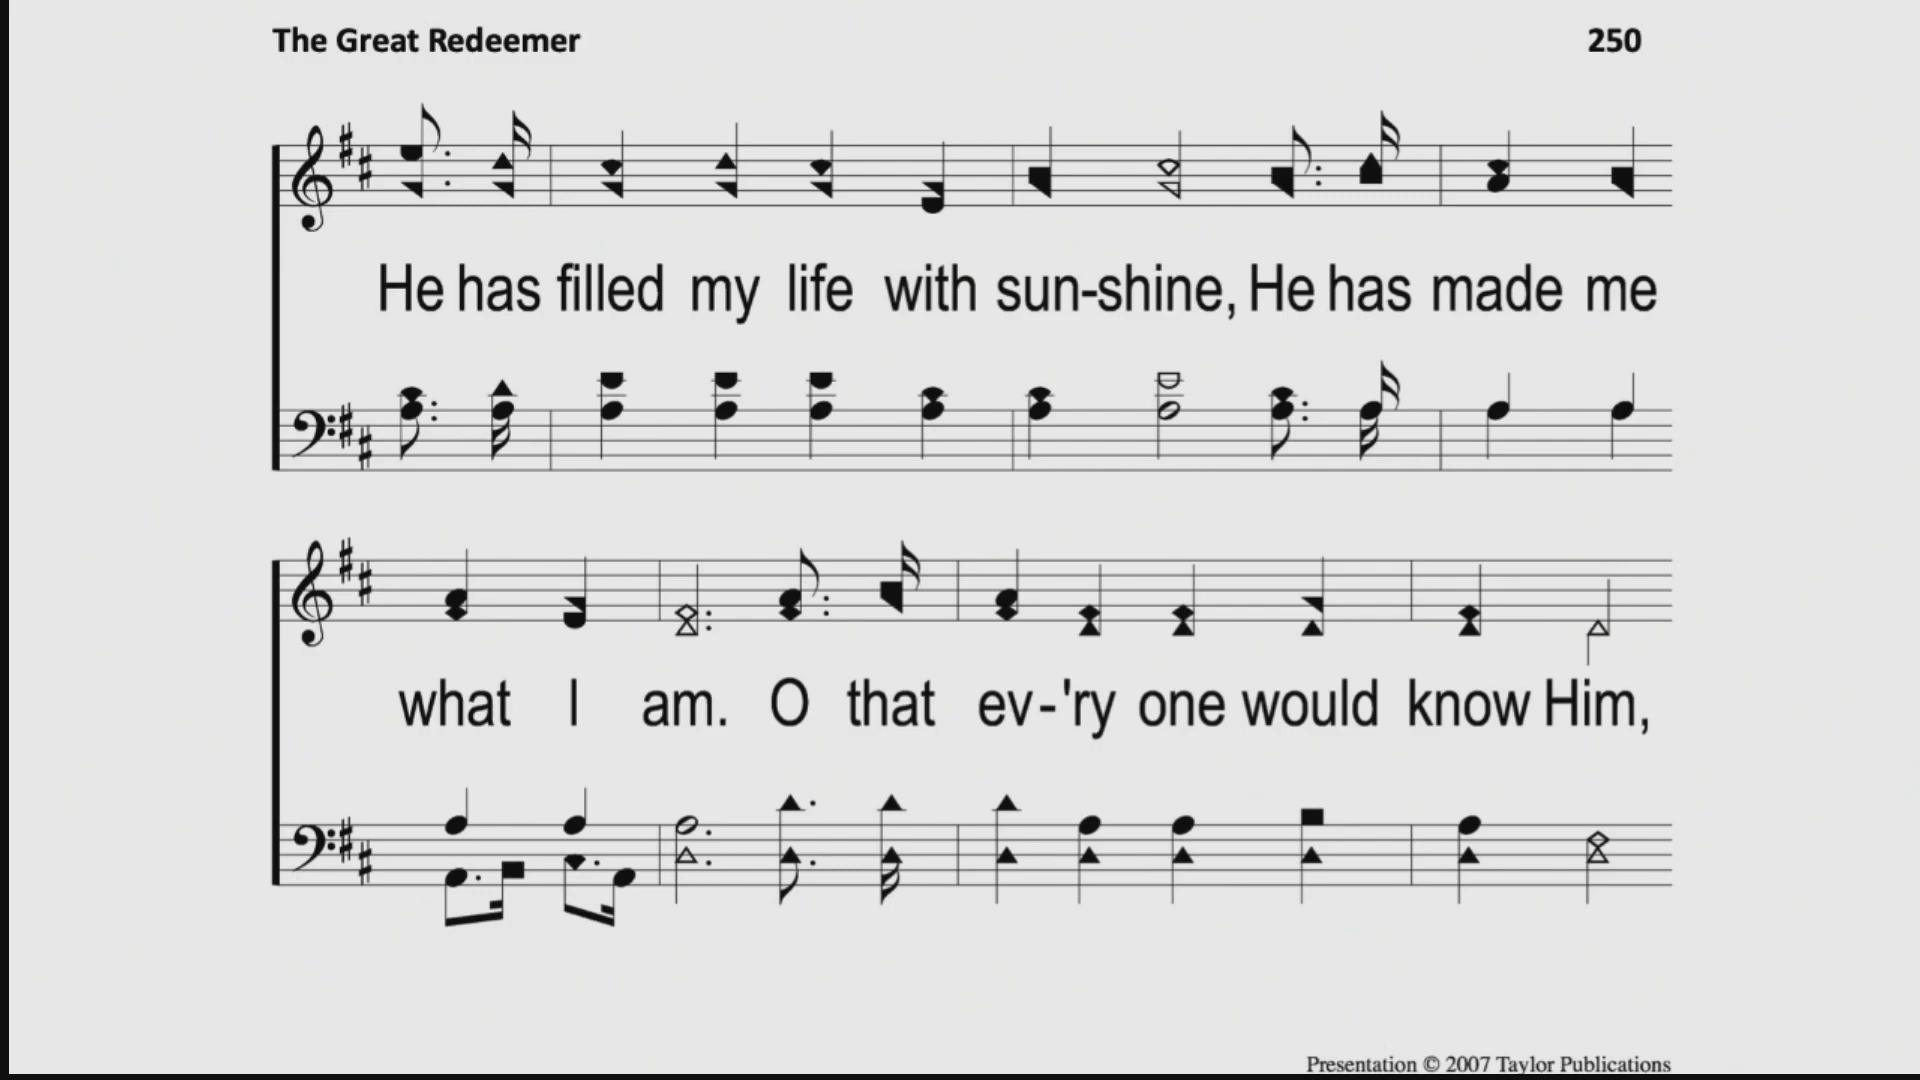 The Great Redeemer 250
He has filled my life with sun-shine, He has made me
what I am. O that ev-'ry one would know Him,
Presentation © 2007 Taylor Publications